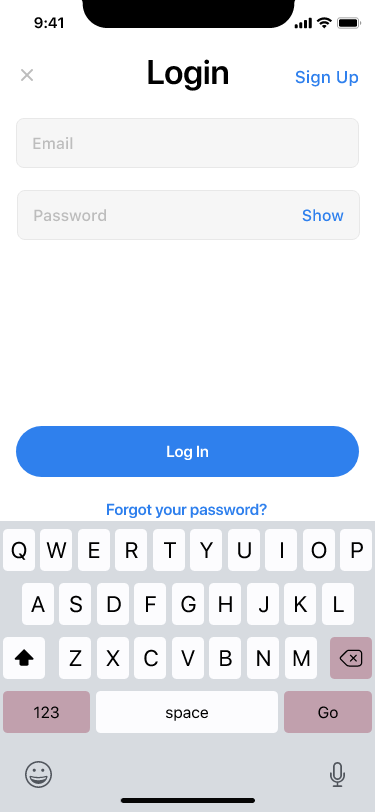 9:41
Login
Sign Up
Email
Password
Show
Log In
Forgot your password?
Q W E R T Y U I O P
A S D F G H J K L
Z X C V B N M
123 space Go